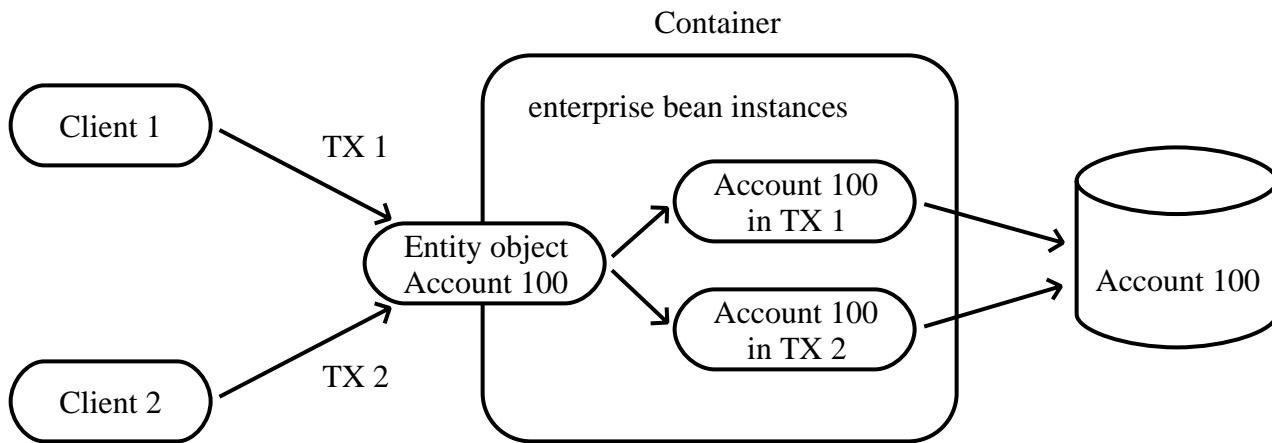 Container
enterprise bean instances
Client 1
TX 1
Account 100
in TX 1
Entity object
Account 100
Account 100
Account 100
in TX 2
TX 2
Client 2